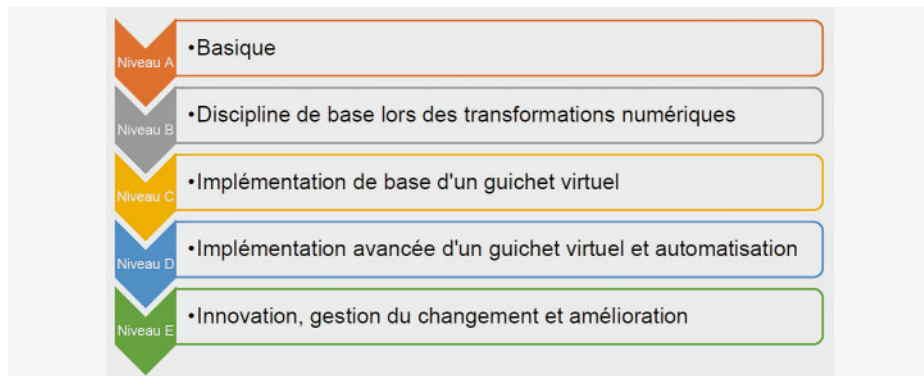 Niveau A
•Basique
Niveau B
•Discipline de base lors des transformations numériques
Niveau C
•Implémentation de base d'un guichet virtuel
Niveau D
•Implémentation avancée d'un guichet virtuel et automatisation
Niveau E
•Innovation, gestion du changement et amélioration